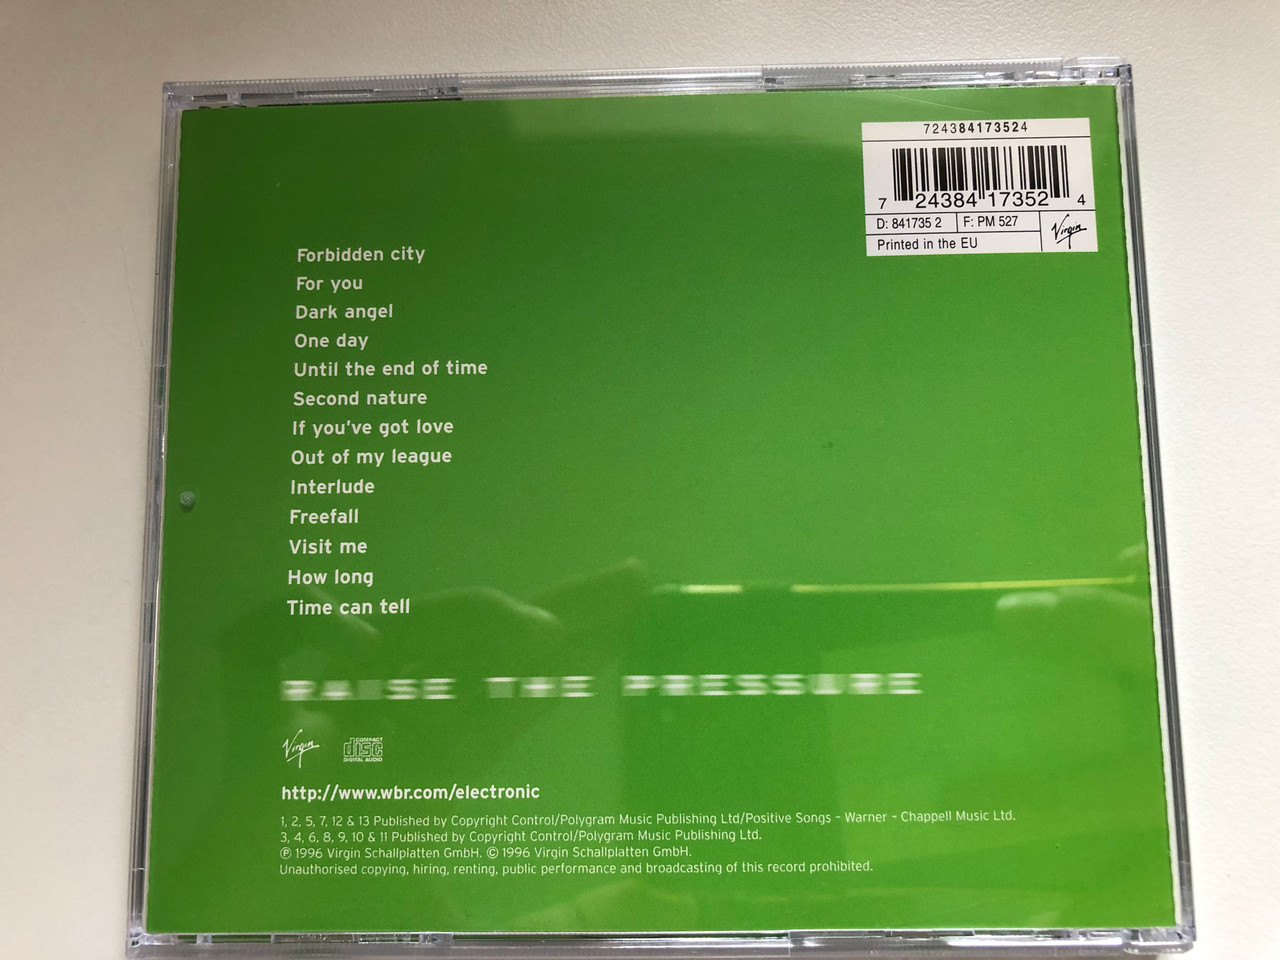 724384173524
7 24384 17352 4
D: 841735 2 F: PM 527
Printed in the EU
Virgin
Forbidden city
For you
Dark angel
One day
Until the end of time
Second nature
If you've got love
Out of my league
Interlude
Freefall
Visit me
How long
Time can tell
RAISE THE PRESSURE
Virgin
COMPACT
disc
DIGITAL AUDIO
http://www.wbr.com/electronic
1, 2, 5, 7, 12 & 13 Published by Copyright Control/Polygram Music Publishing Ltd/Positive Songs - Warner - Chappell Music Ltd.
3, 4, 6, 8, 9, 10 & 11 Published by Copyright Control/Polygram Music Publishing Ltd.
℗ 1996 Virgin Schallplatten GmbH. © 1996 Virgin Schallplatten GmbH.
Unauthorised copying, hiring, renting, public performance and broadcasting of this record prohibited.